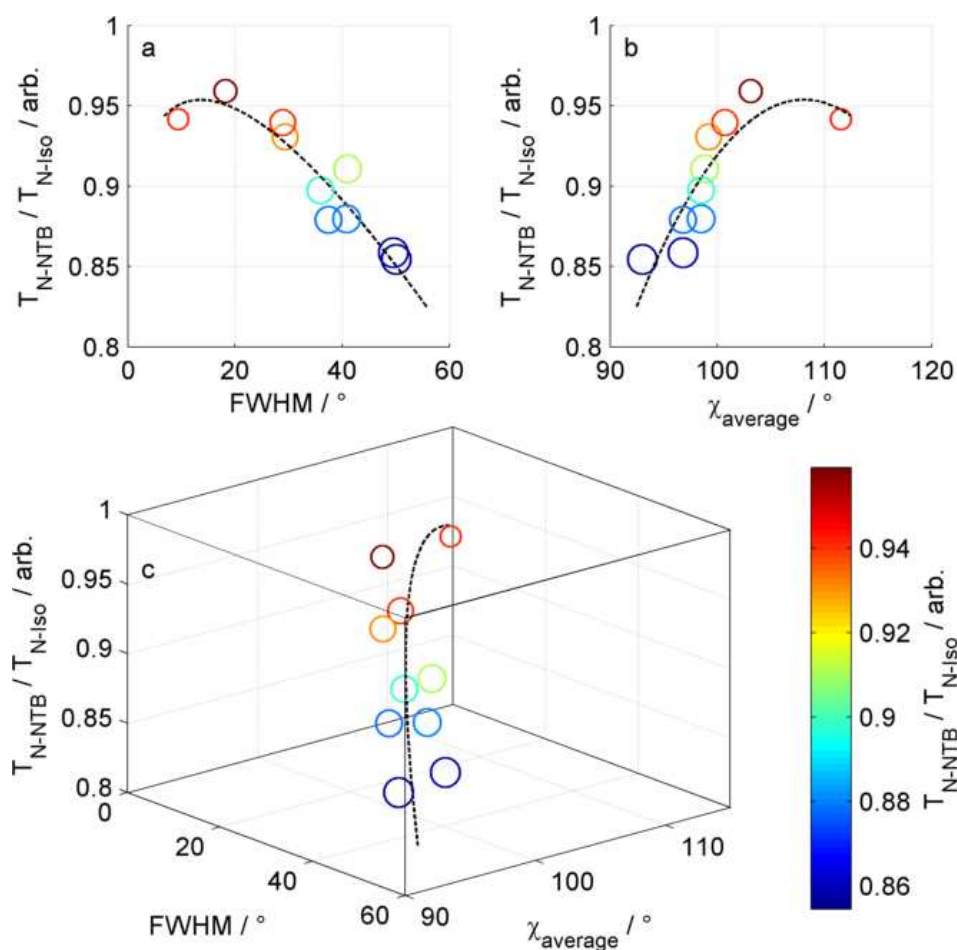 a
1
0.95
0.9
0.85
0.8
T_N-NTB / T_N-Iso / arb.
0 20 40 60
FWHM / °
b
1
0.95
0.9
0.85
0.8
T_N-NTB / T_N-Iso / arb.
90 100 110 120
χ_average / °
c
1
0.95
0.9
0.85
0.8
T_N-NTB / T_N-Iso / arb.
0
20
40
60
FWHM / °
90
100
110
χ_average / °
0.94
0.92
0.9
0.88
0.86
T_N-NTB / T_N-Iso / arb.